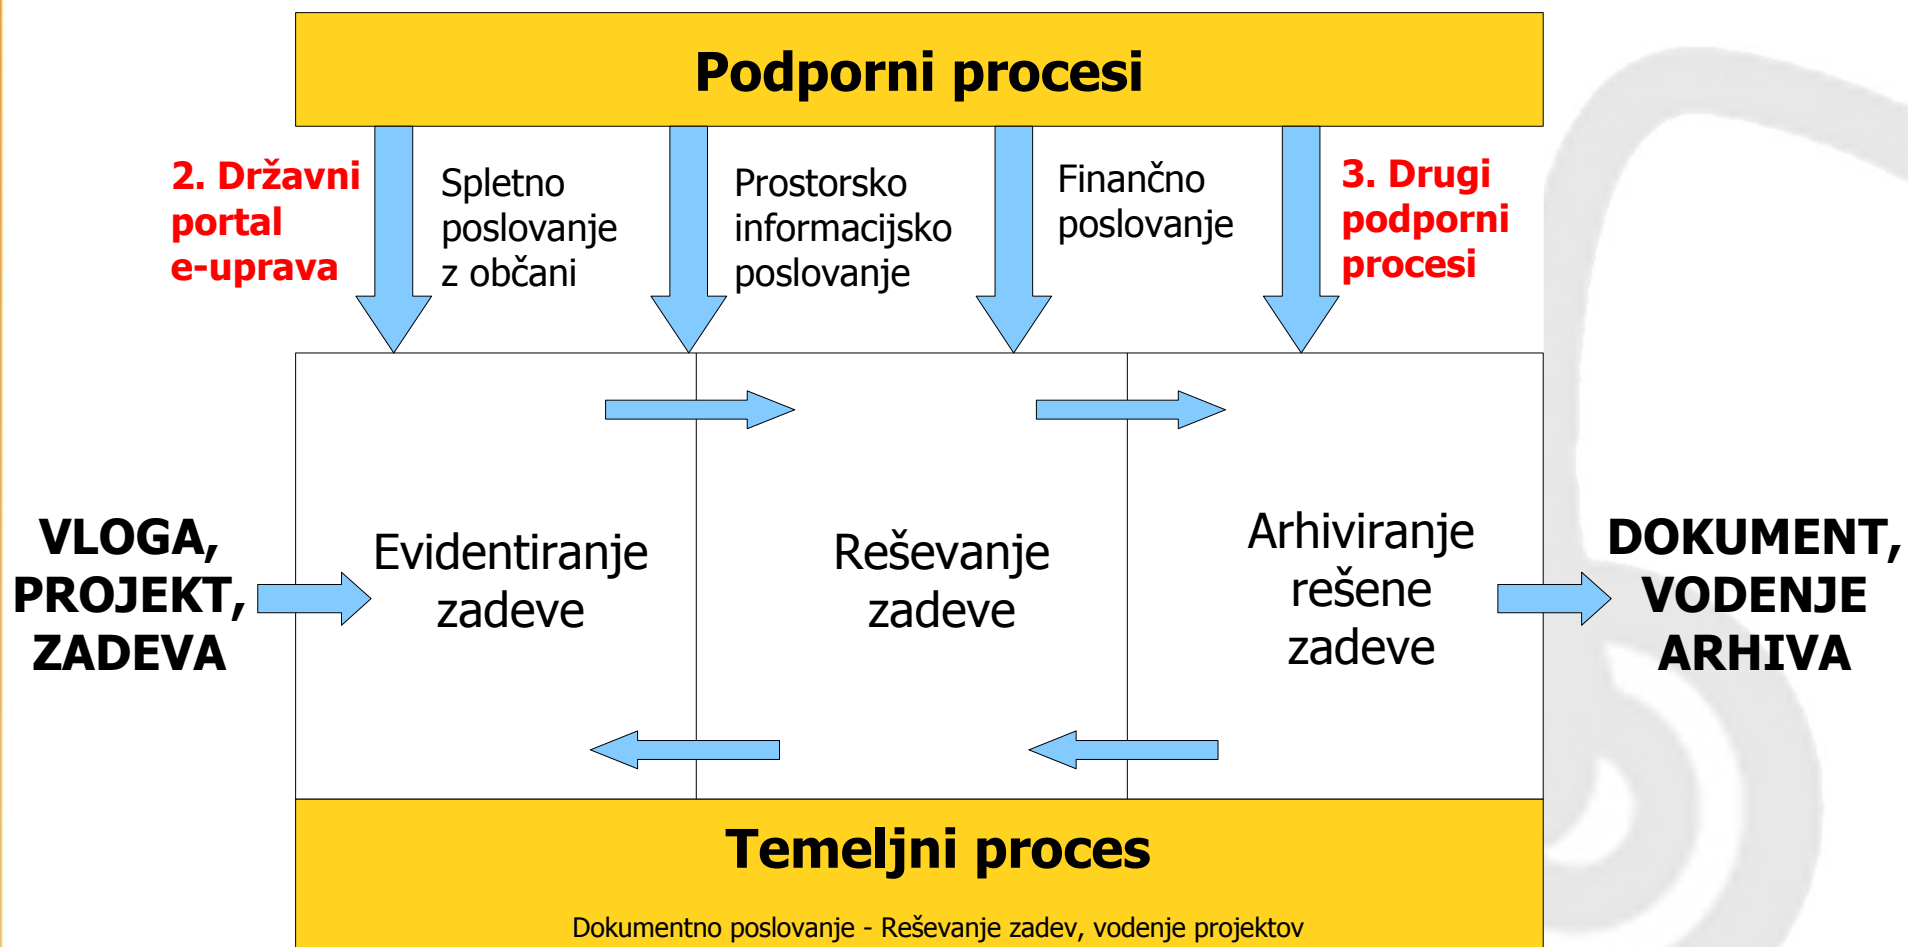 Podporni procesi
2. Državni
portal
e-uprava
Spletno
poslovanje
z občani
Prostorsko
informacijsko
poslovanje
Finančno
poslovanje
3. Drugi
podporni
procesi
VLOGA,
PROJEKT,
ZADEVA
Evidentiranje
zadeve
Reševanje
zadeve
Arhiviranje
rešene
zadeve
DOKUMENT,
VODENJE
ARHIVA
Temeljni proces
Dokumentno poslovanje - Reševanje zadev, vodenje projektov